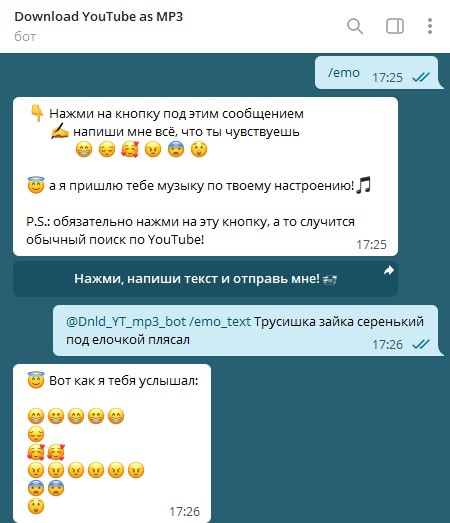 Download YouTube as MP3
бот
/emo
17:25
👇 Нажми на кнопку под этим сообщением
✍ напиши мне всё, что ты чувствуешь
😁 😔 🥰 😠 😨 😲
😇 а я пришлю тебе музыку по твоему настроению!🎵
P.S.: обязательно нажми на эту кнопку, а то случится
обычный поиск по YouTube!
17:25
Нажми, напиши текст и отправь мне!
@Dnld_YT_mp3_bot /emo_text Трусишка зайка серенький
под елочкой плясал
17:26
😇 Вот как я тебя услышал:
😁😁😁😁😁
😔
🥰🥰
😠😠😠😠😠😠
😨😨
😲
17:26